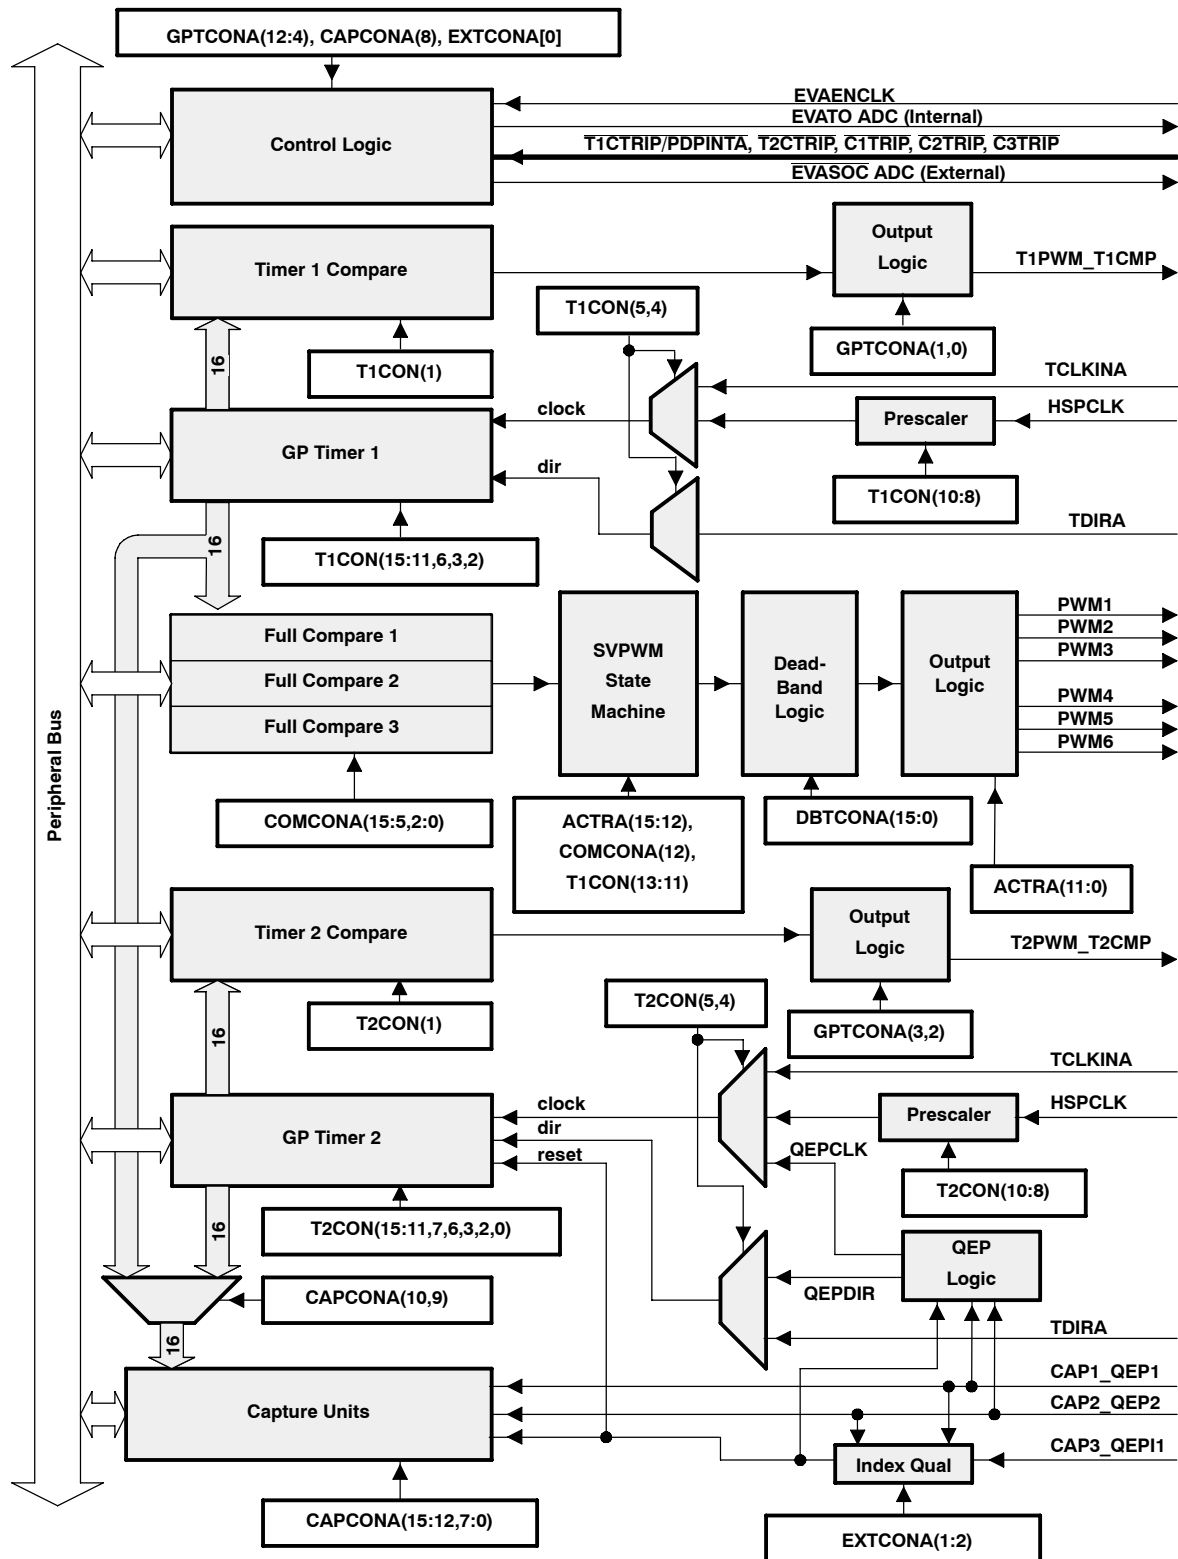 GPTCONA(12:4), CAPCONA(8), EXTCONA[0]
Control Logic
EVAENCLK
EVATO ADC (Internal)
T1CTRIP/PDPINTA, T2CTRIP, C1TRIP, C2TRIP, C3TRIP
EVASOC ADC (External)
Timer 1 Compare
Output
Logic
T1PWM_T1CMP
T1CON(5,4)
16
T1CON(1)
GPTCONA(1,0)
TCLKINA
clock
Prescaler
HSPCLK
GP Timer 1
dir
T1CON(10:8)
TDIRA
16
T1CON(15:11,6,3,2)
Full Compare 1
Full Compare 2
Full Compare 3
SVPWM
State
Machine
Dead-
Band
Logic
Output
Logic
PWM1
PWM2
PWM3
PWM4
PWM5
PWM6
Peripheral Bus
COMCONA(15:5,2:0)
ACTRA(15:12),
COMCONA(12),
T1CON(13:11)
DBTCONA(15:0)
ACTRA(11:0)
Timer 2 Compare
Output
Logic
T2PWM_T2CMP
T2CON(5,4)
16
T2CON(1)
GPTCONA(3,2)
TCLKINA
clock
Prescaler
HSPCLK
GP Timer 2
dir
reset
QEPCLK
T2CON(10:8)
16
T2CON(15:11,7,6,3,2,0)
QEP
Logic
QEPDIR
CAPCONA(10,9)
TDIRA
16
Capture Units
CAP1_QEP1
CAP2_QEP2
Index Qual
CAP3_QEPI1
CAPCONA(15:12,7:0)
EXTCONA(1:2)